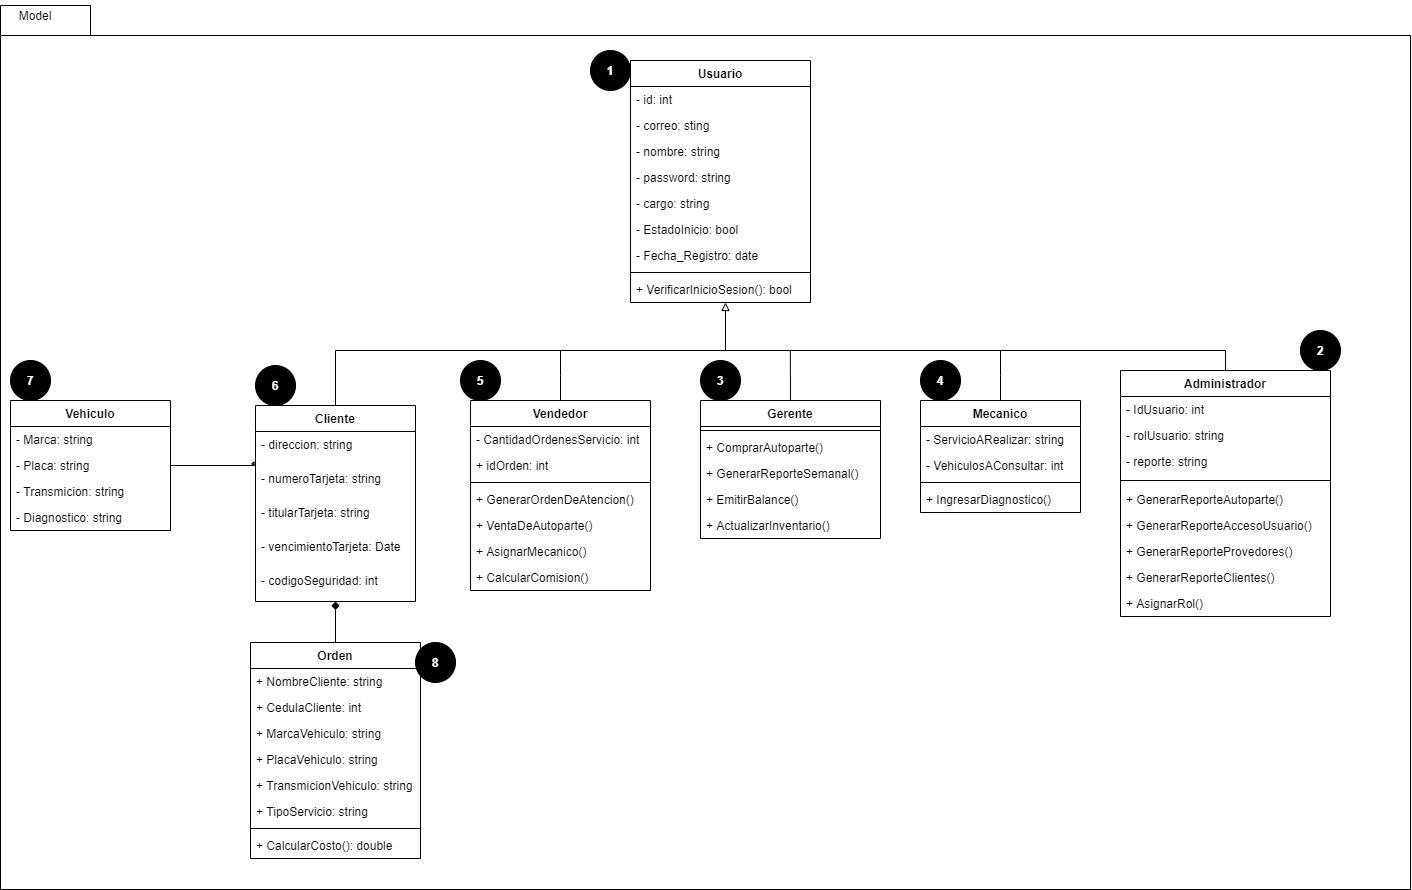 Model
1
Usuario
- id: int
- correo: sting
- nombre: string
- password: string
- cargo: string
- EstadoInicio: bool
- Fecha_Registro: date
+ VerificarInicioSesion(): bool
7
Vehiculo
- Marca: string
- Placa: string
- Transmicion: string
- Diagnostico: string
6
Cliente
- direccion: string
- numeroTarjeta: string
- titularTarjeta: string
- vencimientoTarjeta: Date
- codigoSeguridad: int
5
Vendedor
- CantidadOrdenesServicio: int
+ idOrden: int
+ GenerarOrdenDeAtencion()
+ VentaDeAutoparte()
+ AsignarMecanico()
+ CalcularComision()
3
Gerente
+ ComprarAutoparte()
+ GenerarReporteSemanal()
+ EmitirBalance()
+ ActualizarInventario()
4
Mecanico
- ServicioARealizar: string
- VehiculosAConsultar: int
+ IngresarDiagnostico()
2
Administrador
- IdUsuario: int
- rolUsuario: string
- reporte: string
+ GenerarReporteAutoparte()
+ GenerarReporteAccesoUsuario()
+ GenerarReporteProvedores()
+ GenerarReporteClientes()
+ AsignarRol()
8
Orden
+ NombreCliente: string
+ CedulaCliente: int
+ MarcaVehiculo: string
+ PlacaVehiculo: string
+ TransmicionVehiculo: string
+ TipoServicio: string
+ CalcularCosto(): double